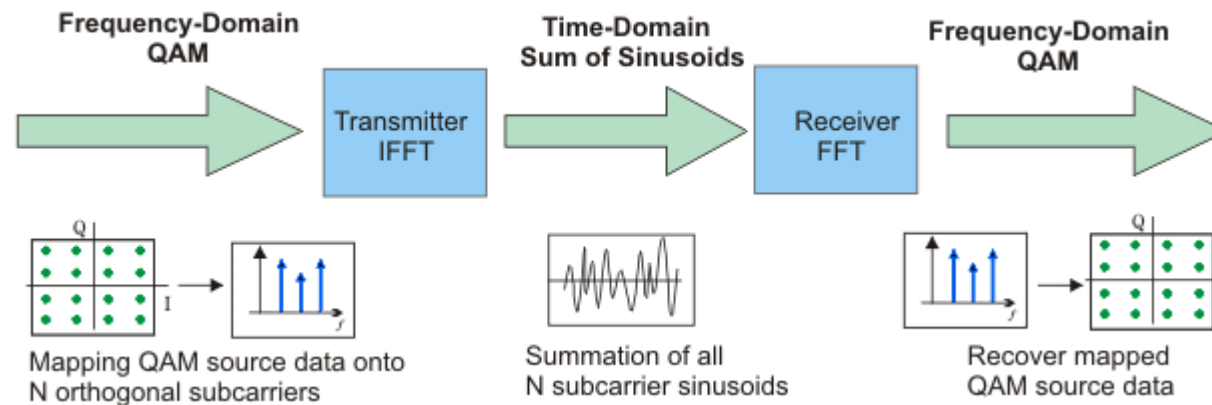 Frequency-Domain
QAM
Time-Domain
Sum of Sinusoids
Frequency-Domain
QAM
Transmitter
IFFT
Receiver
FFT
Q
I
f
Mapping QAM source data onto
N orthogonal subcarriers
Summation of all
N subcarrier sinusoids
f
Q
Recover mapped
QAM source data